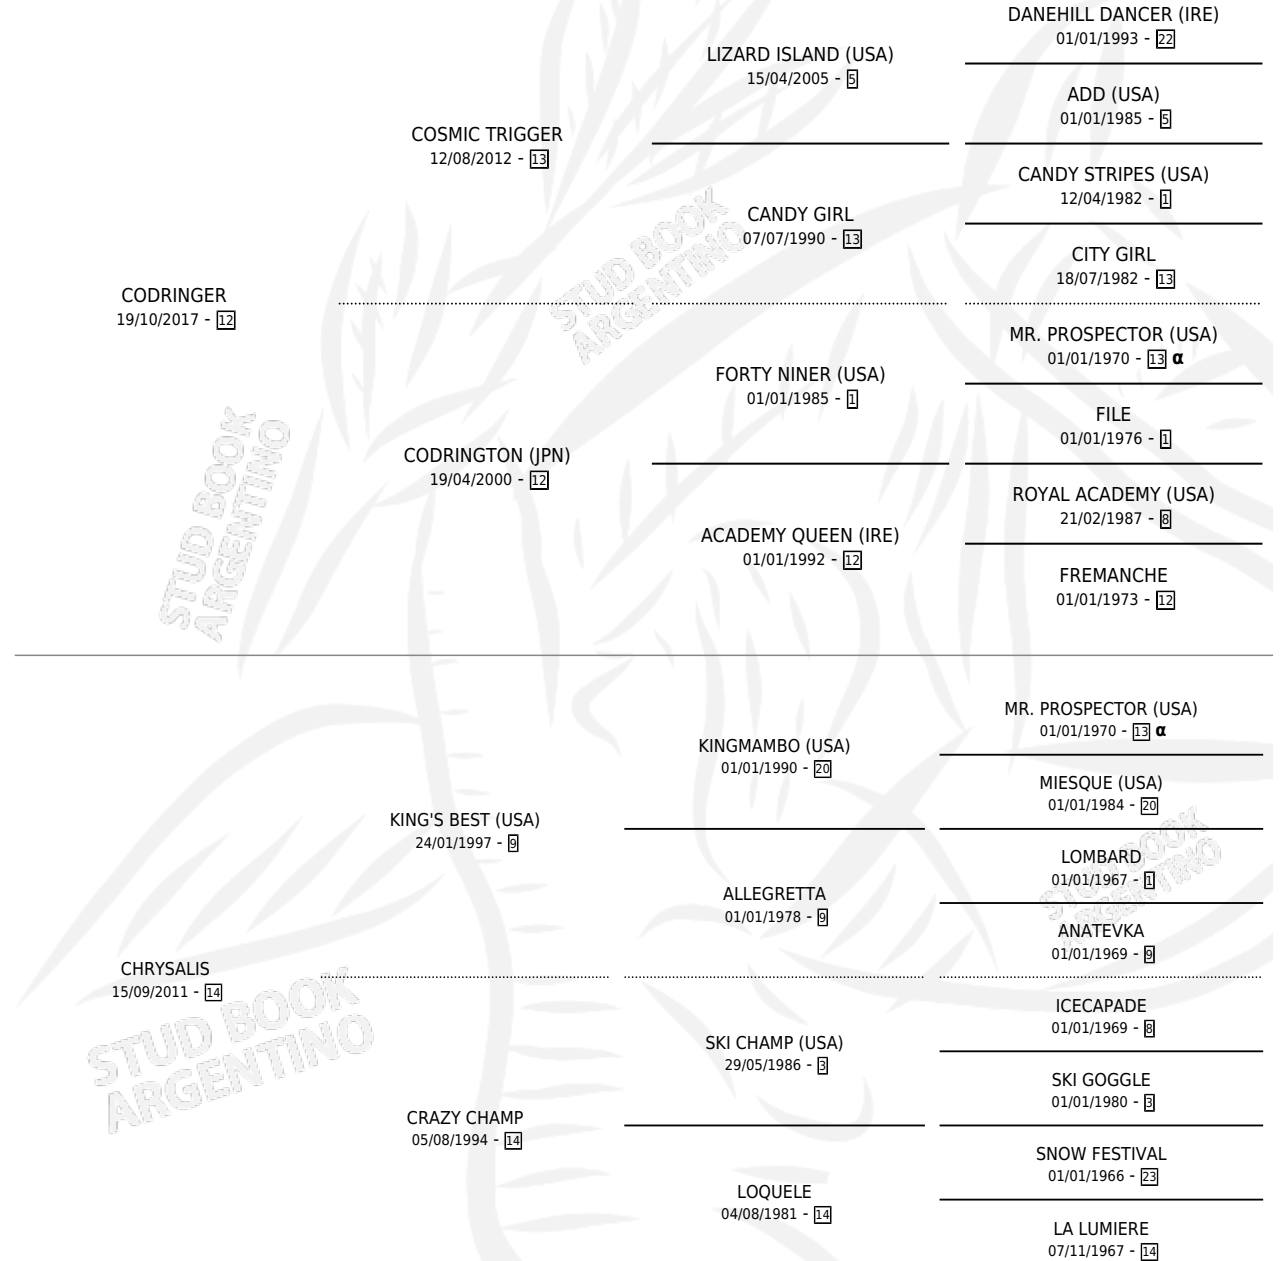 DANEHILL DANCER (IRE)
01/01/1993 - 22
LIZARD ISLAND (USA)
15/04/2005 - 5
ADD (USA)
01/01/1985 - 5
COSMIC TRIGGER
12/08/2012 - 13
CANDY STRIPES (USA)
12/04/1982 - 1
CANDY GIRL
07/07/1990 - 13
CITY GIRL
18/07/1982 - 13
STUD BOOK
ARGENTINO
CODRINGER
19/10/2017 - 12
MR. PROSPECTOR (USA)
01/01/1970 - 13 α
FORTY NINER (USA)
01/01/1985 - 1
FILE
01/01/1976 - 1
CODRINGTON (JPN)
19/04/2000 - 12
ROYAL ACADEMY (USA)
21/02/1987 - 8
ACADEMY QUEEN (IRE)
01/01/1992 - 12
FREMANCHE
01/01/1973 - 12
STUD BOOK
ARGENTINO
MR. PROSPECTOR (USA)
01/01/1970 - 13 α
KINGMAMBO (USA)
01/01/1990 - 20
MIESQUE (USA)
01/01/1984 - 20
KING'S BEST (USA)
24/01/1997 - 9
LOMBARD
01/01/1967 - 1
STUD BOOK
ARGENTINO
ALLEGRETTA
01/01/1978 - 9
ANATEVKA
01/01/1969 - 9
CHRYSALIS
15/09/2011 - 14
STUD BOOK
ARGENTINO
ICECAPADE
01/01/1969 - 8
SKI CHAMP (USA)
29/05/1986 - 3
SKI GOGGLE
01/01/1980 - 3
CRAZY CHAMP
05/08/1994 - 14
SNOW FESTIVAL
01/01/1966 - 23
LOQUELE
04/08/1981 - 14
LA LUMIERE
07/11/1967 - 14